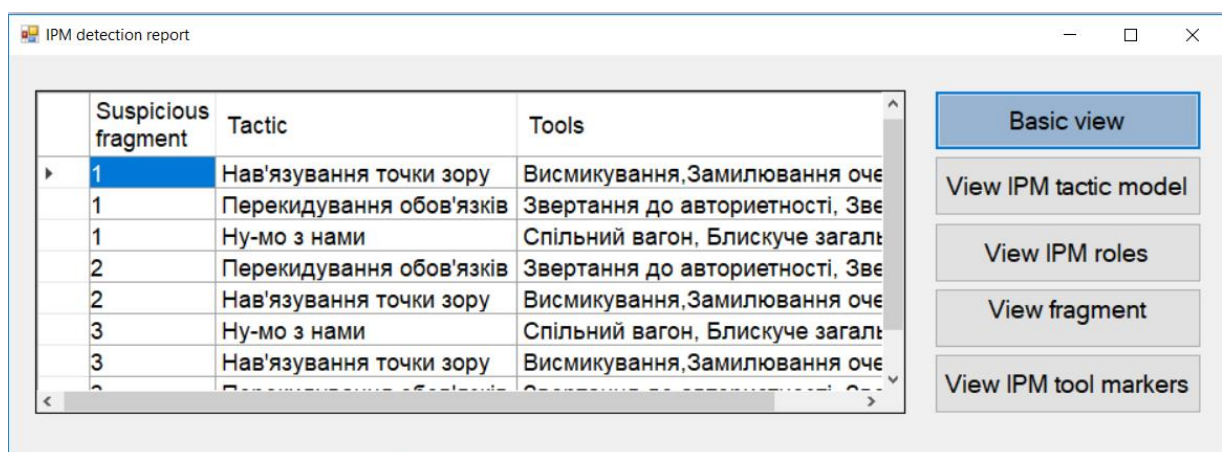 IPM detection report
Suspicious fragment Tactic Tools
1 Нав'язування точки зору Висмикування,Замилювання оче
1 Перекидування обов'язків Звертання до авториетності, Зве
1 Ну-мо з нами Спільний вагон, Блискуче загаль
2 Перекидування обов'язків Звертання до авториетності, Зве
2 Нав'язування точки зору Висмикування,Замилювання оче
3 Ну-мо з нами Спільний вагон, Блискуче загаль
3 Нав'язування точки зору Висмикування,Замилювання оче
Basic view
View IPM tactic model
View IPM roles
View fragment
View IPM tool markers